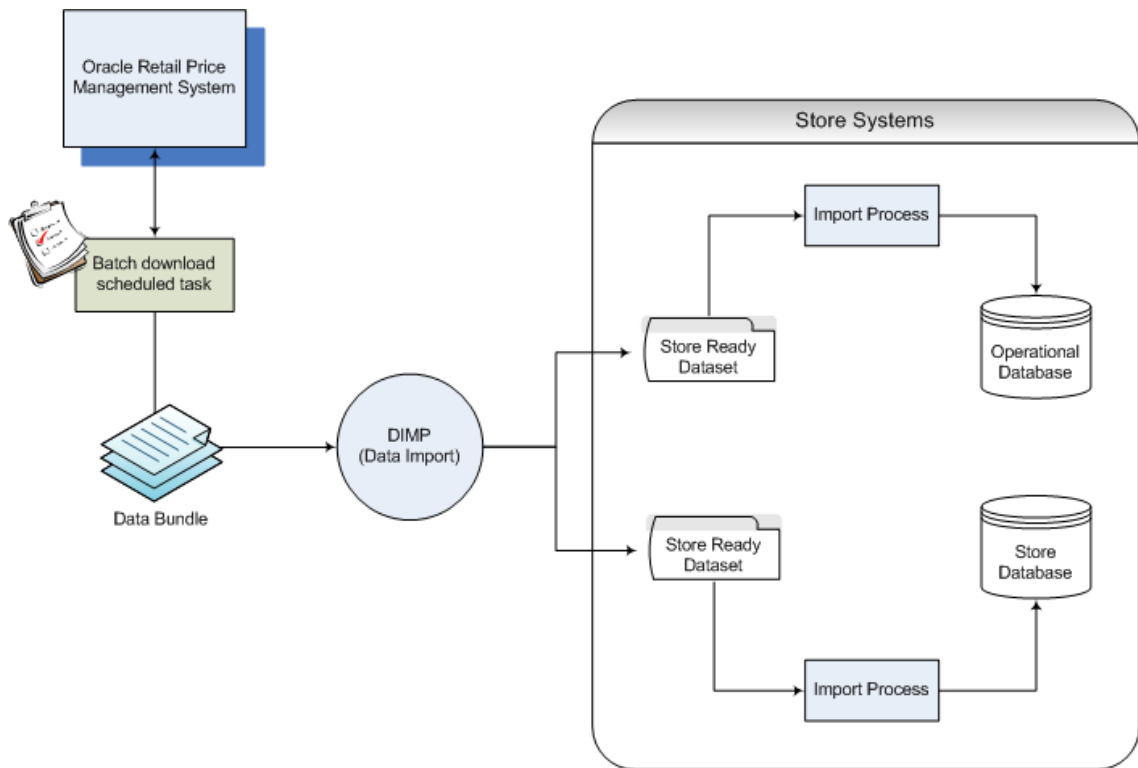 Oracle Retail Price
Management System
Store Systems
Import Process
Batch download
scheduled task
Store Ready
Dataset
Operational
Database
DIMP
(Data Import)
Data Bundle
Store Ready
Dataset
Store
Database
Import Process